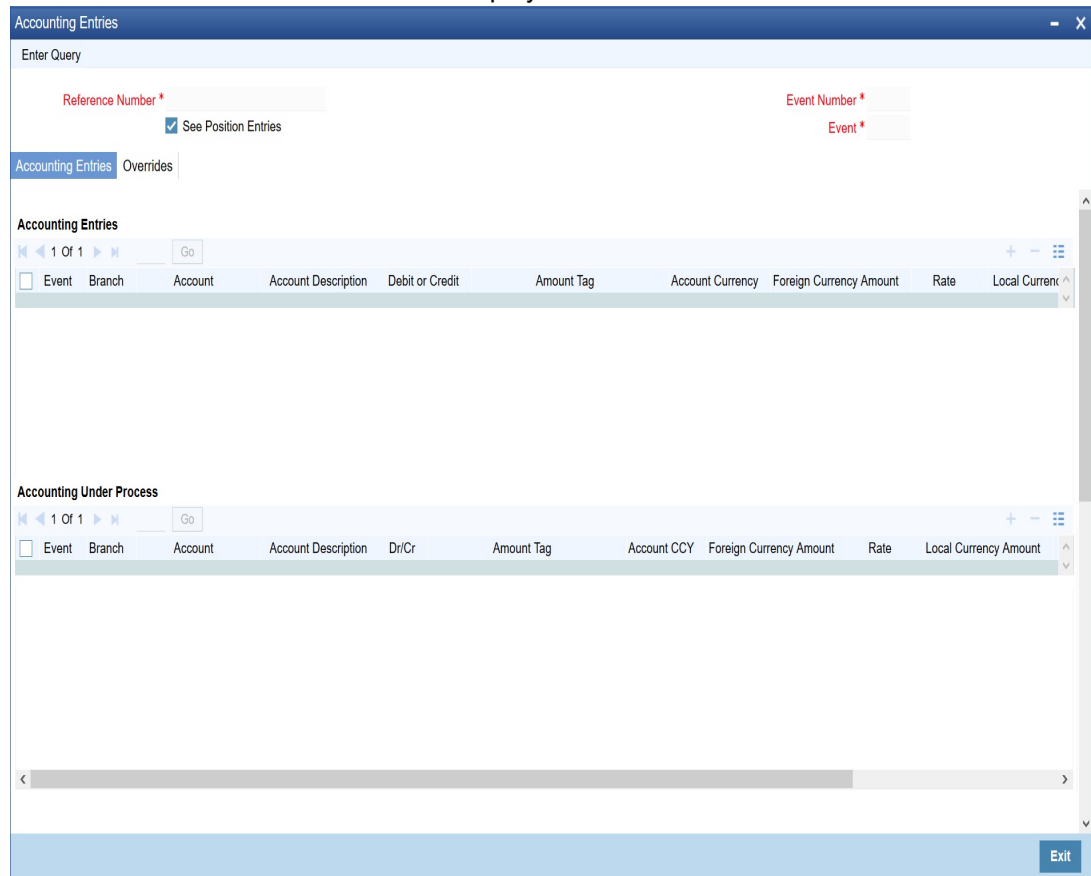 Accounting Entries
Enter Query
Reference Number * Event Number *
See Position Entries Event *
Accounting Entries Overrides
Accounting Entries
1 Of 1 Go
Event Branch Account Account Description Debit or Credit Amount Tag Account Currency Foreign Currency Amount Rate Local Currenc
Accounting Under Process
1 Of 1 Go
Event Branch Account Account Description Dr/Cr Amount Tag Account CCY Foreign Currency Amount Rate Local Currency Amount
Exit